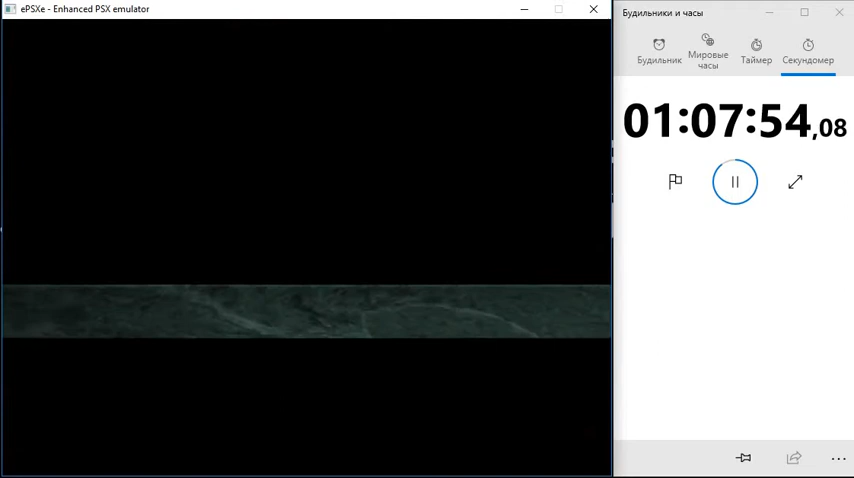 ePSXe - Enhanced PSX emulator
Будильники и часы
Будильник
Мировые
часы
Таймер
Секундомер
01:07:54,08